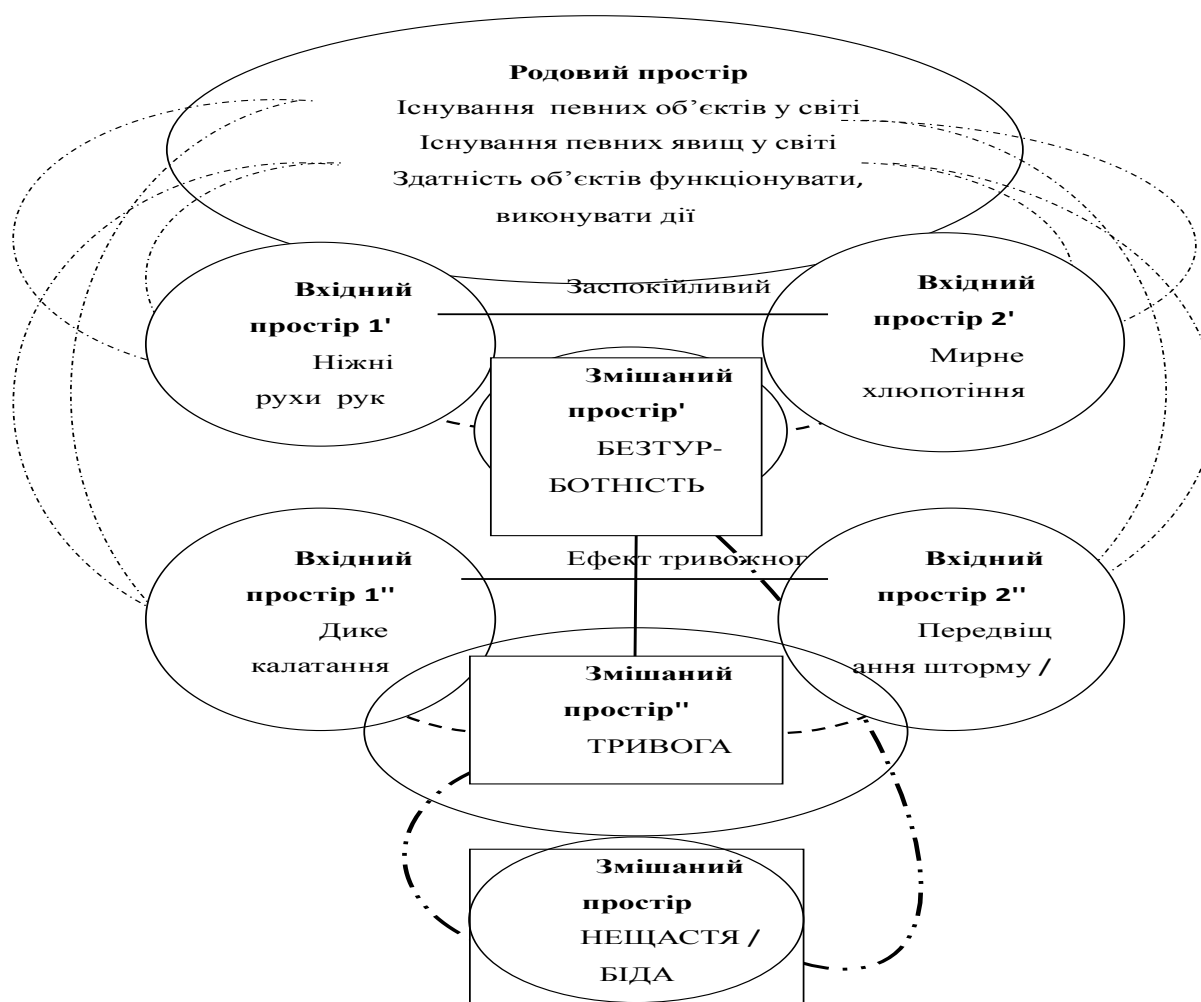 Родовий простір
Існування певних об’єктів у світі
Існування певних явищ у світі
Здатність об’єктів функціонувати,
виконувати дії
Заспокійливий
Вхідний
простір 1'
Ніжні
рухи рук
Вхідний
простір 2'
Мирне
хлюпотіння
Змішаний
простір'
БЕЗТУР-
БОТНІСТЬ
Ефект тривожног
Вхідний
простір 1''
Дике
калатання
Вхідний
простір 2''
Передвіщ
ання шторму /
Змішаний
простір''
ТРИВОГА
Змішаний
простір
НЕЩАСТЯ /
БІДА